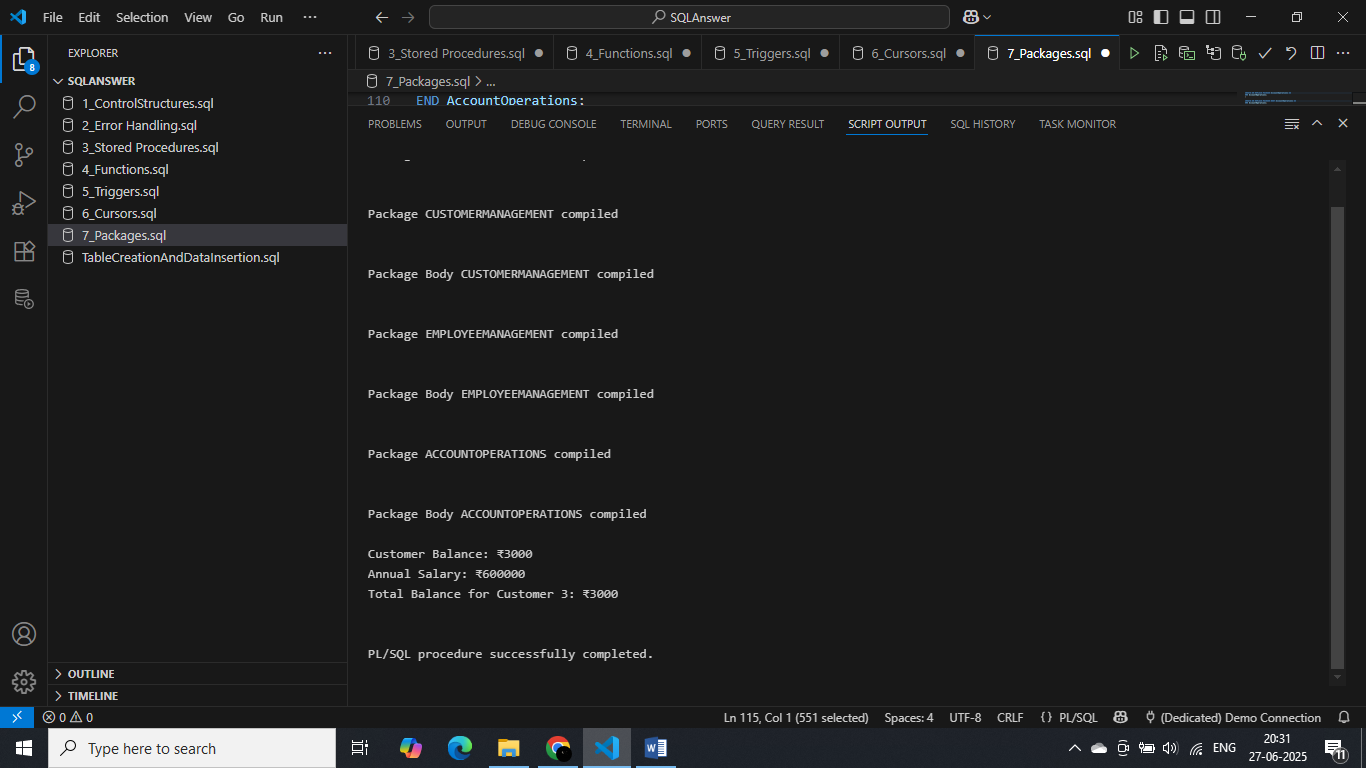 File Edit Selection View Go Run ···
SQLAnswer
EXPLORER ···
3_Stored Procedures.sql
4_Functions.sql
5_Triggers.sql
6_Cursors.sql
7_Packages.sql
8
SQLANSWER
1_ControlStructures.sql
2_Error Handling.sql
3_Stored Procedures.sql
4_Functions.sql
5_Triggers.sql
6_Cursors.sql
7_Packages.sql
TableCreationAndDataInsertion.sql
OUTLINE
TIMELINE
7_Packages.sql > ...
110 END AccountOperations;
PROBLEMS OUTPUT DEBUG CONSOLE TERMINAL PORTS QUERY RESULT SCRIPT OUTPUT SQL HISTORY TASK MONITOR
Package CUSTOMERMANAGEMENT compiled
Package Body CUSTOMERMANAGEMENT compiled
Package EMPLOYEEMANAGEMENT compiled
Package Body EMPLOYEEMANAGEMENT compiled
Package ACCOUNTOPERATIONS compiled
Package Body ACCOUNTOPERATIONS compiled
Customer Balance: ₹3000
Annual Salary: ₹600000
Total Balance for Customer 3: ₹3000
PL/SQL procedure successfully completed.
0 0
Ln 115, Col 1 (551 selected) Spaces: 4 UTF-8 CRLF {} PL/SQL (Dedicated) Demo Connection
Type here to search
ENG
20:31
27-06-2025
11